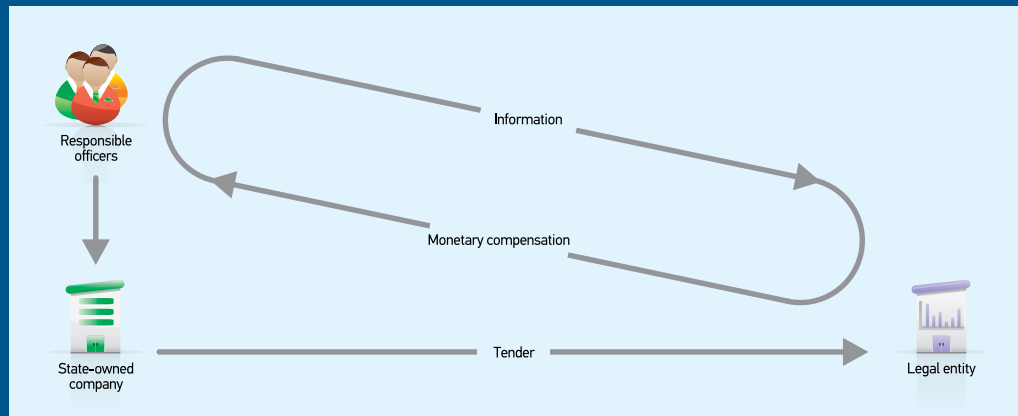 Responsible
officers
Information
Monetary compensation
State-owned
company
Tender
Legal entity